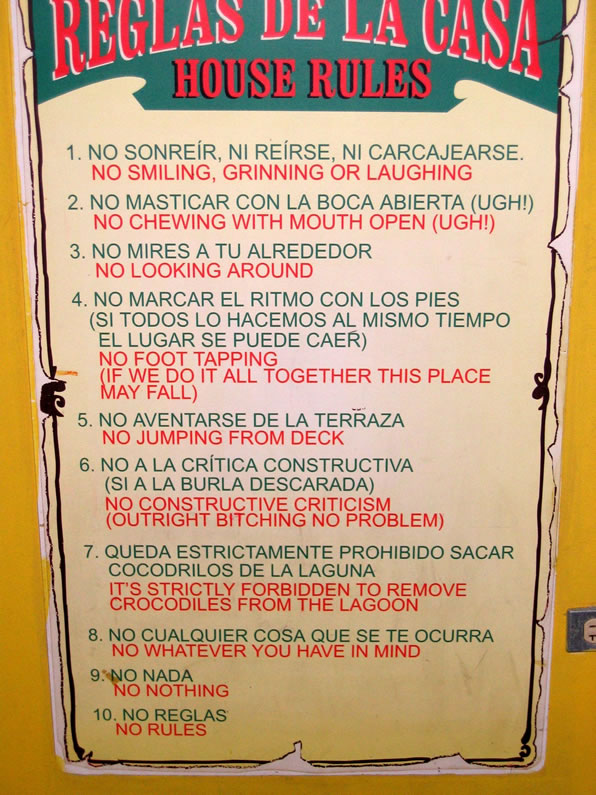 REGLAS DE LA CASA
HOUSE RULES
1. NO SONREÍR, NI REÍRSE, NI CARCAJEARSE.
NO SMILING, GRINNING OR LAUGHING
2. NO MASTICAR CON LA BOCA ABIERTA (UGH!)
NO CHEWING WITH MOUTH OPEN (UGH!)
3. NO MIRES A TU ALREDEDOR
NO LOOKING AROUND
4. NO MARCAR EL RITMO CON LOS PIES
(SI TODOS LO HACEMOS AL MISMO TIEMPO
EL LUGAR SE PUEDE CAER)
NO FOOT TAPPING
(IF WE DO IT ALL TOGETHER THIS PLACE
MAY FALL)
5. NO AVENTARSE DE LA TERRAZA
NO JUMPING FROM DECK
6. NO A LA CRÍTICA CONSTRUCTIVA
(SI A LA BURLA DESCARADA)
NO CONSTRUCTIVE CRITICISM
(OUTRIGHT BITCHING NO PROBLEM)
7. QUEDA ESTRICTAMENTE PROHIBIDO SACAR
COCODRILOS DE LA LAGUNA
IT'S STRICTLY FORBIDDEN TO REMOVE
CROCODILES FROM THE LAGOON
8. NO CUALQUIER COSA QUE SE TE OCURRA
NO WHATEVER YOU HAVE IN MIND
9. NO NADA
NO NOTHING
10. NO REGLAS
NO RULES